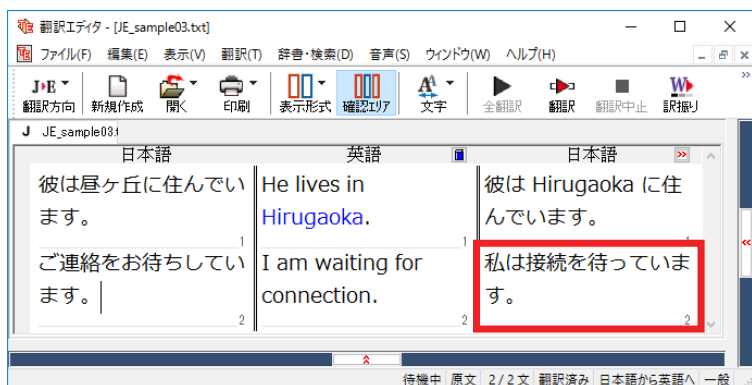 翻訳エディタ - [JE_sample03.txt]
ファイル(F) 編集(E) 表示(V) 翻訳(T) 辞書・検索(D) 音声(S) ウィンドウ(W) ヘルプ(H)
J▸E
翻訳方向 新規作成 開く 印刷 表示形式 確認エリア 文字 全翻訳 翻訳 翻訳中止 訳振り
J JE_sample03.t
日本語 英語 日本語
彼は昼ヶ丘に住んでい
ます。
1
He lives in
Hirugaoka.
1
彼は Hirugaoka に住
んでいます。
ご連絡をお待ちしてい
ます。
2
I am waiting for
connection.
2
私は接続を待っていま
す。
2
待機中 原文 2/2文 翻訳済み 日本語から英語へ 一般